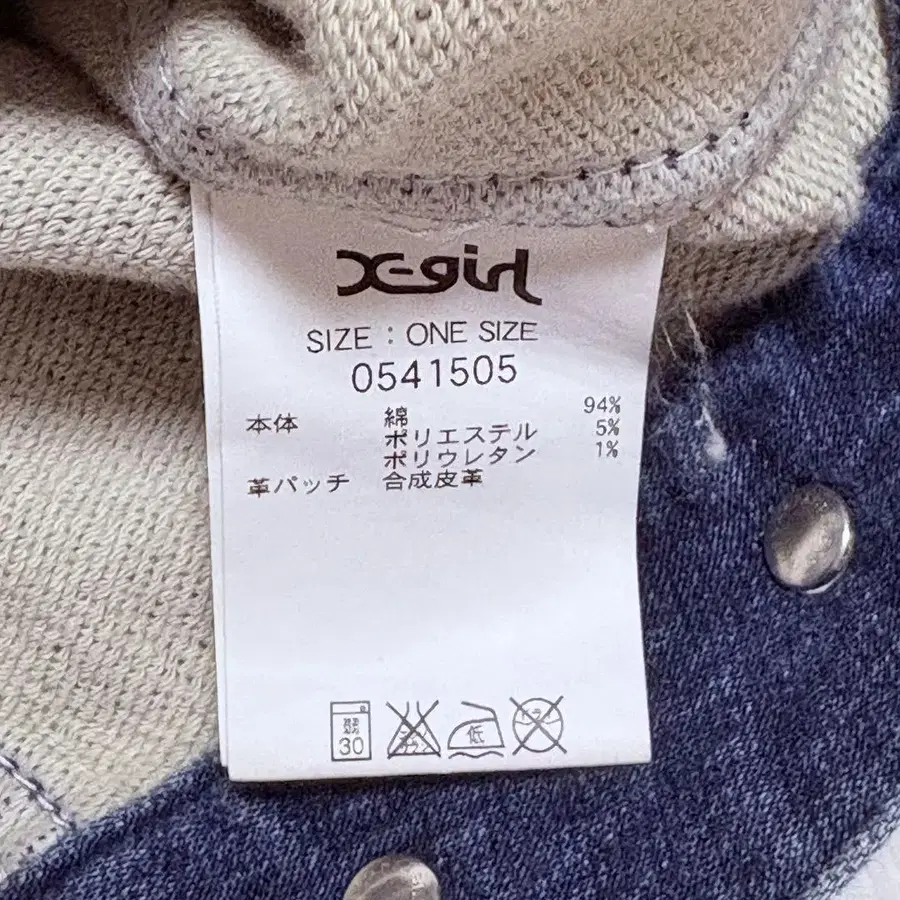 X-girl
SIZE : ONE SIZE
0541505
本体 綿 94%
ポリエステル 5%
ポリウレタン 1%
革パッチ 合成皮革
30
低